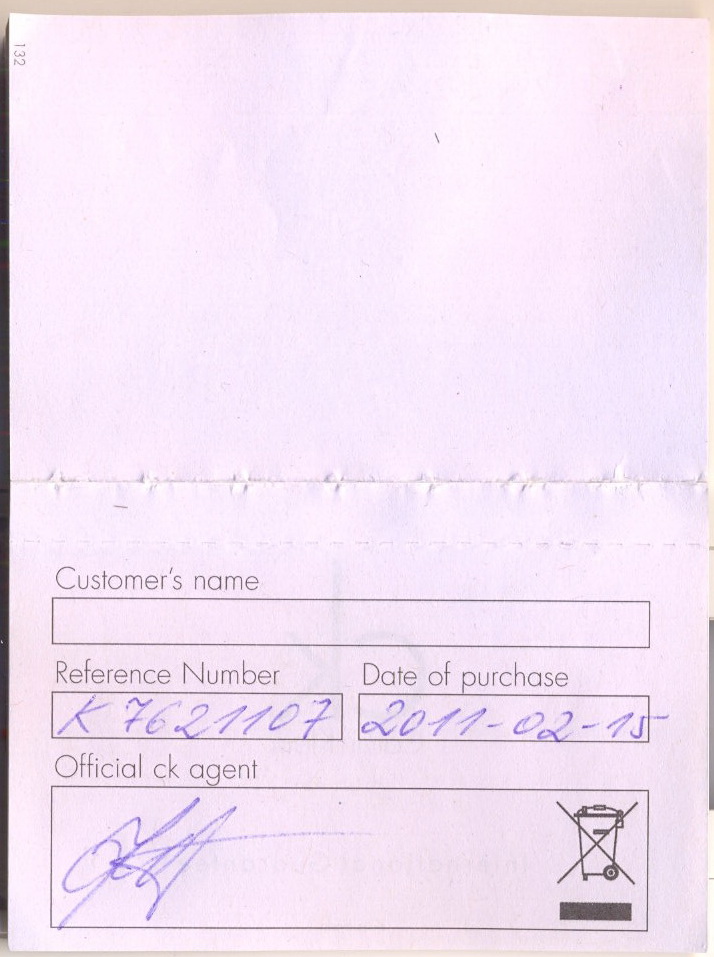 132
Customer's name
Reference Number Date of purchase
K 7621107 2011-02-15
Official ck agent